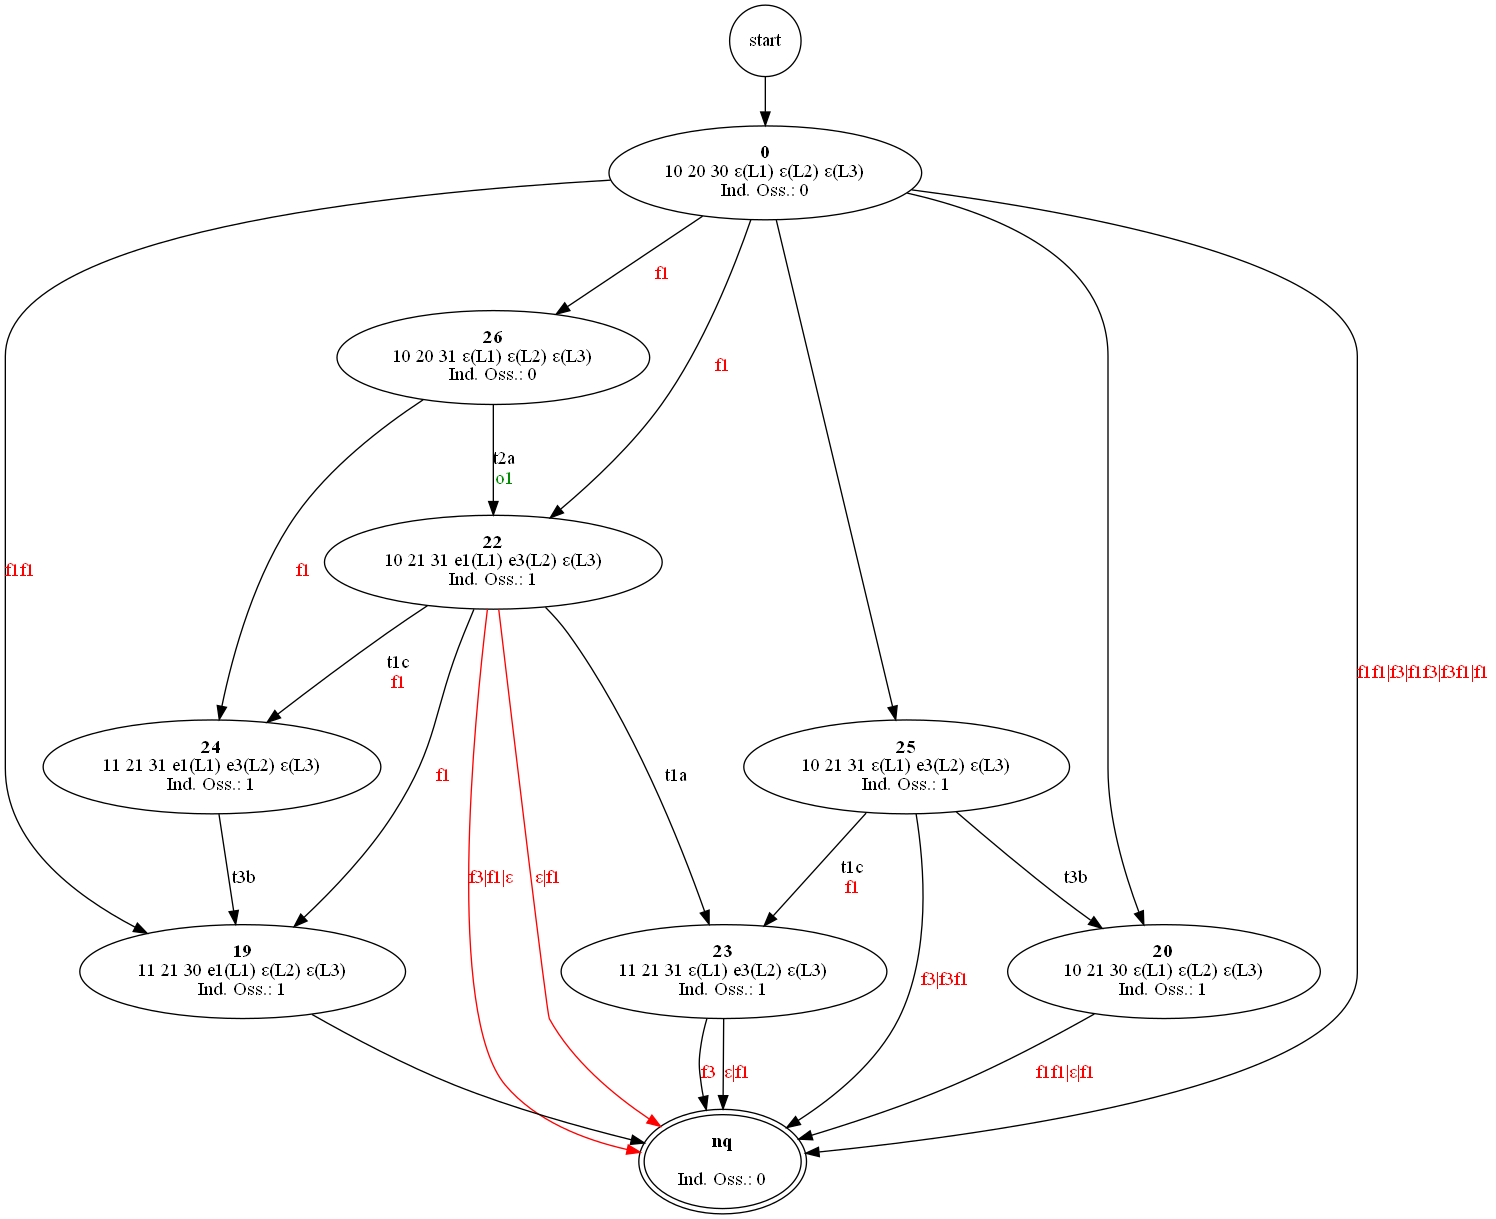 start
0
10 20 30 ε(L1) ε(L2) ε(L3)
Ind. Oss.: 0
f1
26
10 20 31 ε(L1) ε(L2) ε(L3)
Ind. Oss.: 0
f1
t2a
o1
22
10 21 31 e1(L1) e3(L2) ε(L3)
Ind. Oss.: 1
f1f1
f1
t1c
f1
f1f1|f3|f1f3|f3f1|f1
24
11 21 31 e1(L1) e3(L2) ε(L3)
Ind. Oss.: 1
f1
t1a
25
10 21 31 ε(L1) e3(L2) ε(L3)
Ind. Oss.: 1
t3b
f3|f1|ε
ε|f1
t1c
f1
t3b
19
11 21 30 e1(L1) ε(L2) ε(L3)
Ind. Oss.: 1
23
11 21 31 ε(L1) e3(L2) ε(L3)
Ind. Oss.: 1
f3|f3f1
20
10 21 30 ε(L1) ε(L2) ε(L3)
Ind. Oss.: 1
f3
ε|f1
f1f1|ε|f1
nq
Ind. Oss.: 0